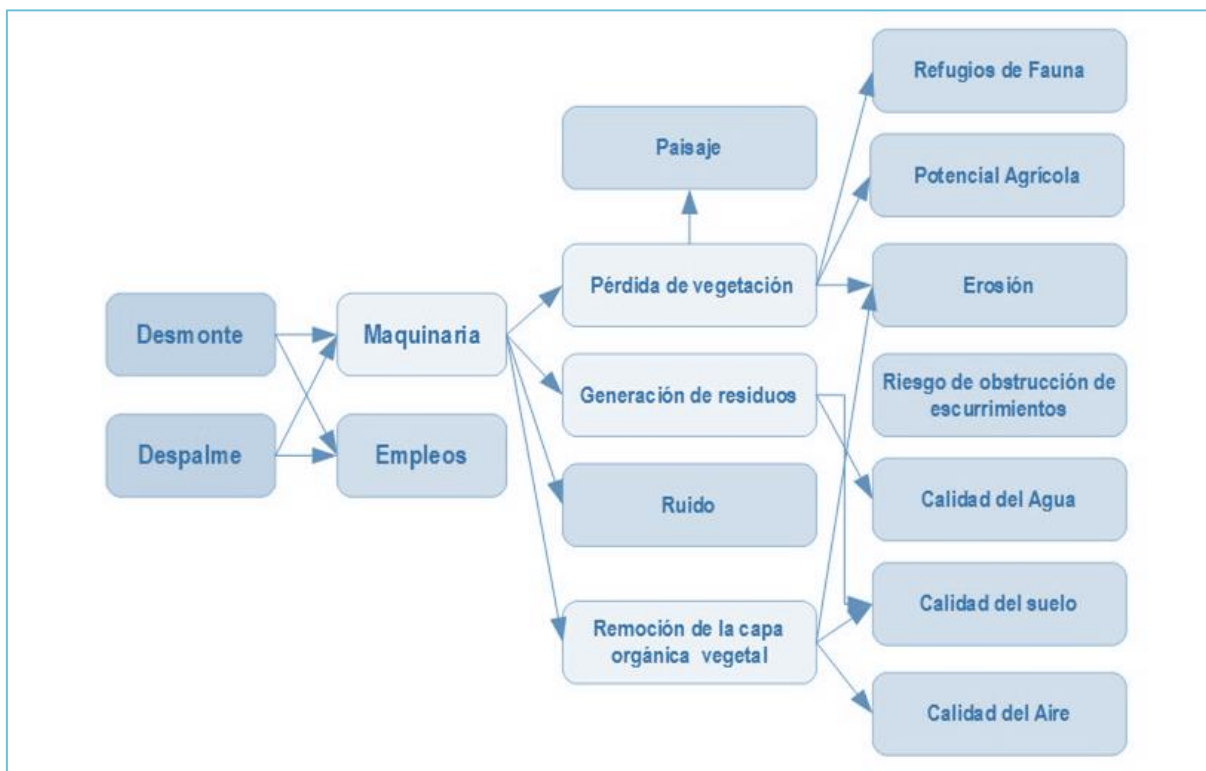 Desmonte
Despalme
Maquinaria
Empleos
Paisaje
Pérdida de vegetación
Generación de residuos
Ruido
Remoción de la capa
orgánica vegetal
Refugios de Fauna
Potencial Agrícola
Erosión
Riesgo de obstrucción de
escurrimientos
Calidad del Agua
Calidad del suelo
Calidad del Aire